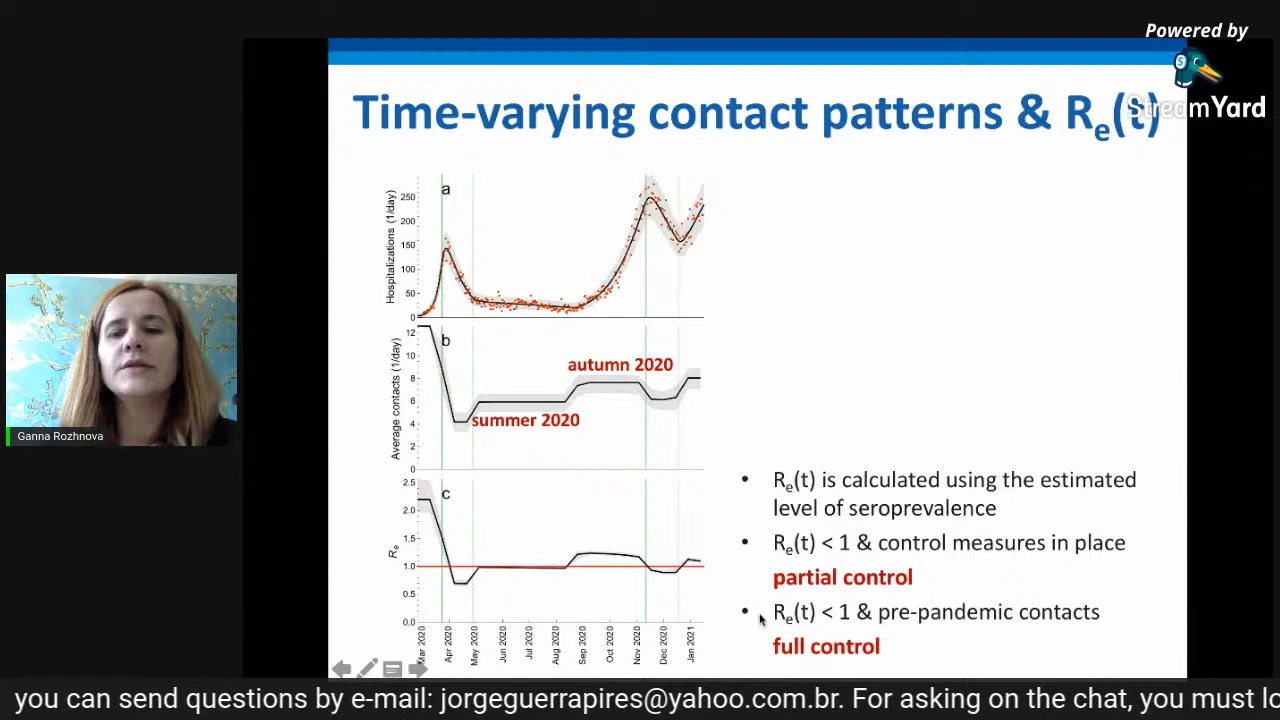 Powered by
StreamYard
Time-varying contact patterns & Re(t)
a
Hospitalizations (1/day)
250
200
150
100
50
0
b
Average contacts (1/day)
12
10
8
6
4
2
0
autumn 2020
summer 2020
c
Re
2.5
2.0
1.5
1.0
0.5
0.0
Mar 2020
Apr 2020
May 2020
Jun 2020
Jul 2020
Aug 2020
Sep 2020
Oct 2020
Nov 2020
Dec 2020
Jan 2021
• Re(t) is calculated using the estimated
level of seroprevalence
• Re(t) < 1 & control measures in place
partial control
• Re(t) < 1 & pre-pandemic contacts
full control
Ganna Rozhnova
you can send questions by e-mail: jorgeguerrapires@yahoo.com.br. For asking on the chat, you must lo